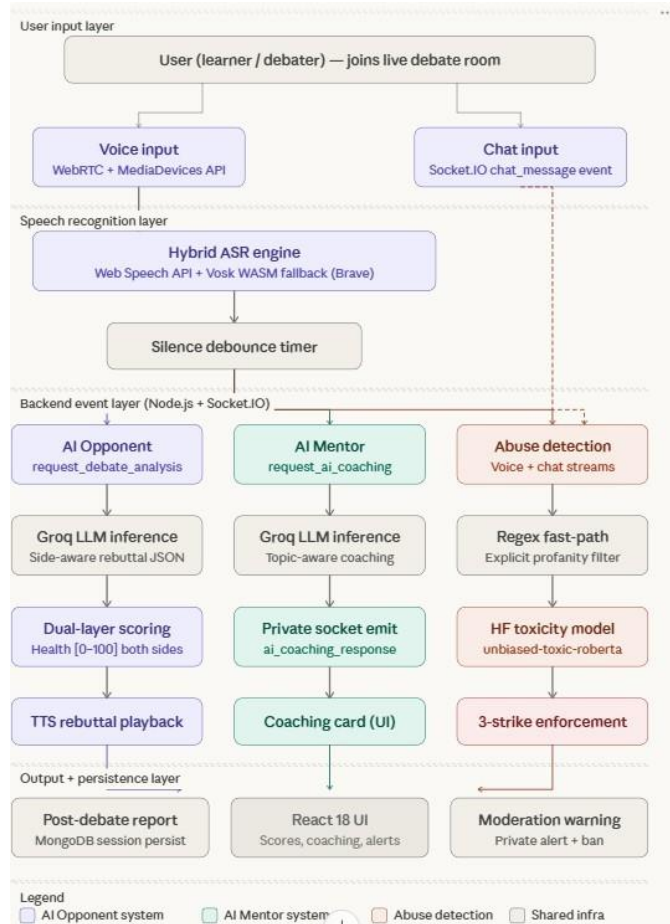 User input layer
User (learner / debater) — joins live debate room
Voice input
WebRTC + MediaDevices API
Chat input
Socket.IO chat_message event
Speech recognition layer
Hybrid ASR engine
Web Speech API + Vosk WASM fallback (Brave)
Silence debounce timer
Backend event layer (Node.js + Socket.IO)
AI Opponent
request_debate_analysis
AI Mentor
request_ai_coaching
Abuse detection
Voice + chat streams
Groq LLM inference
Side-aware rebuttal JSON
Groq LLM inference
Topic-aware coaching
Regex fast-path
Explicit profanity filter
Dual-layer scoring
Health [0–100] both sides
Private socket emit
ai_coaching_response
HF toxicity model
unbiased-toxic-roberta
TTS rebuttal playback
Coaching card (UI)
3-strike enforcement
Output + persistence layer
Post-debate report
MongoDB session persist
React 18 UI
Scores, coaching, alerts
Moderation warning
Private alert + ban
Legend
AI Opponent system
AI Mentor system
Abuse detection
Shared infra